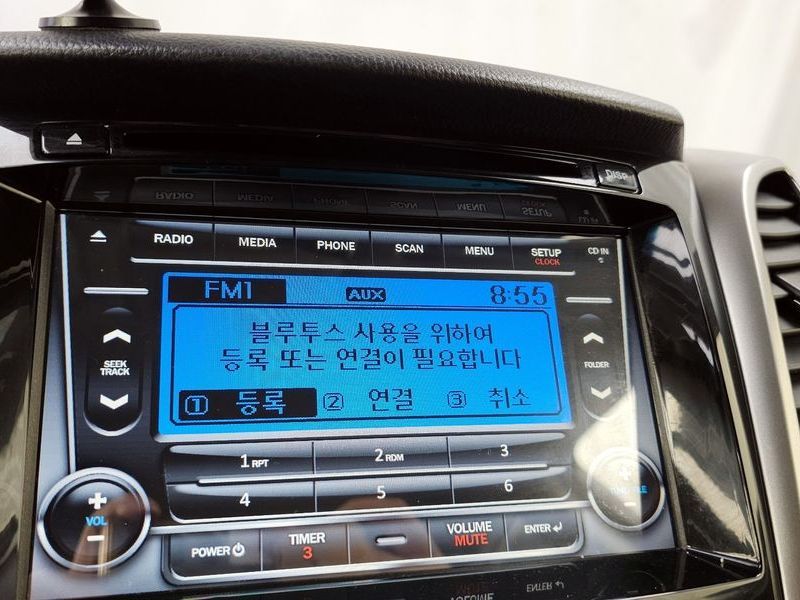 DISP
RADIO MEDIA PHONE SCAN MENU SETUP
CLOCK
CD IN
FM1 AUX 8:55
블루투스 사용을 위하여
등록 또는 연결이 필요합니다
① 등록 ② 연결 ③ 취소
SEEK
TRACK
FOLDER
1 RPT 2 RDM 3
4 5 6
+
VOL
-
+
TUNE
-
POWER TIMER
3
VOLUME
MUTE
ENTER